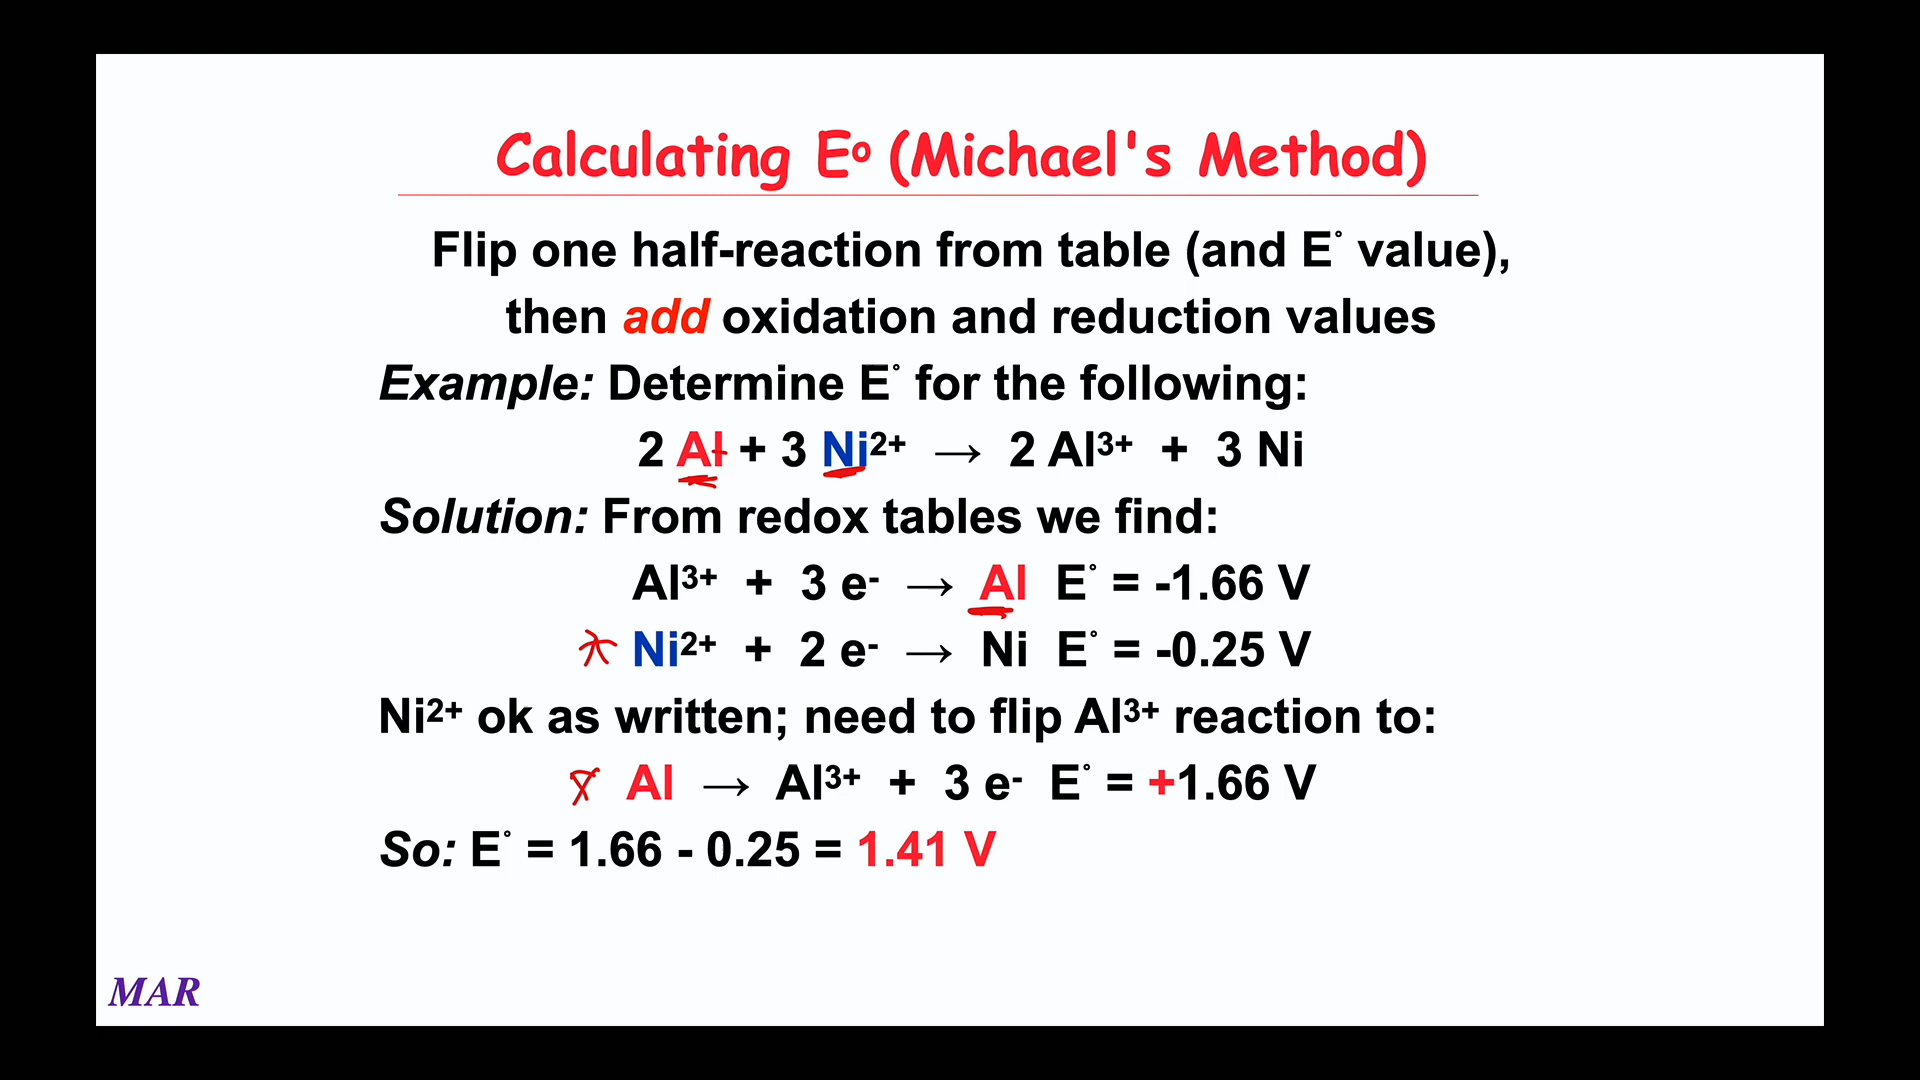 Calculating Eº (Michael's Method)
Flip one half-reaction from table (and E° value),
then add oxidation and reduction values
Example: Determine E° for the following:
2 Al + 3 Ni²⁺ → 2 Al³⁺ + 3 Ni
Solution: From redox tables we find:
Al³⁺ + 3 e- → Al E° = -1.66 V
Ni²⁺ + 2 e- → Ni E° = -0.25 V
Ni²⁺ ok as written; need to flip Al³⁺ reaction to:
Al → Al³⁺ + 3 e- E° = +1.66 V
So: E° = 1.66 - 0.25 = 1.41 V
MAR